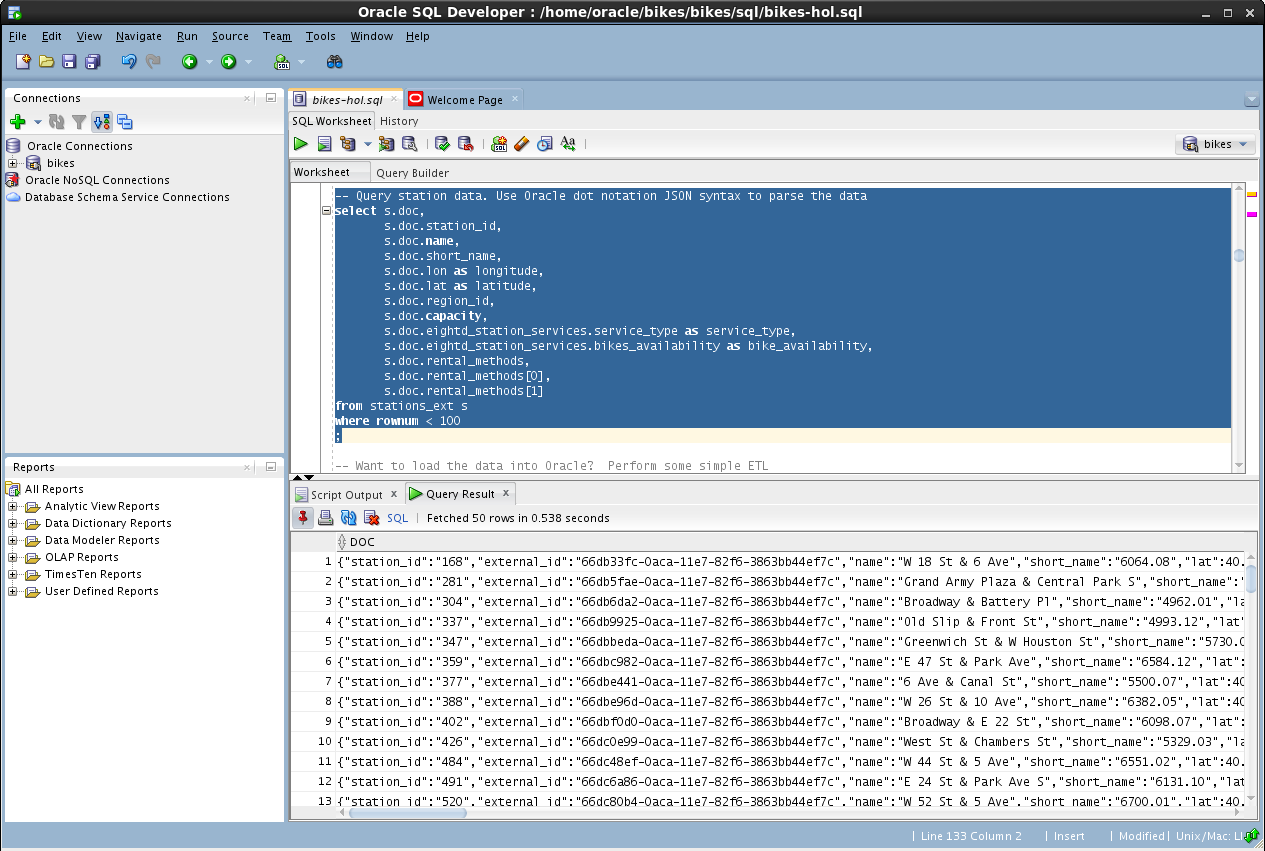 Oracle SQL Developer : /home/oracle/bikes/bikes/sql/bikes-hol.sql
File Edit View Navigate Run Source Team Tools Window Help
Connections
Oracle Connections
bikes
Oracle NoSQL Connections
Database Schema Service Connections
Reports
All Reports
Analytic View Reports
Data Dictionary Reports
Data Modeler Reports
OLAP Reports
TimesTen Reports
User Defined Reports
bikes-hol.sql Welcome Page
SQL Worksheet History
bikes
Worksheet Query Builder
-- Query station data. Use Oracle dot notation JSON syntax to parse the data
select s.doc,
s.doc.station_id,
s.doc.name,
s.doc.short_name,
s.doc.lon as longitude,
s.doc.lat as latitude,
s.doc.region_id,
s.doc.capacity,
s.doc.eightd_station_services.service_type as service_type,
s.doc.eightd_station_services.bikes_availability as bike_availability,
s.doc.rental_methods,
s.doc.rental_methods[0],
s.doc.rental_methods[1]
from stations_ext s
where rownum < 100
;
-- Want to load the data into Oracle? Perform some simple ETL
Script Output Query Result
SQL Fetched 50 rows in 0.538 seconds
DOC
1 {"station_id":"168","external_id":"66db33fc-0aca-11e7-82f6-3863bb44ef7c","name":"W 18 St & 6 Ave","short_name":"6064.08","lat":40.
2 {"station_id":"281","external_id":"66db5fae-0aca-11e7-82f6-3863bb44ef7c","name":"Grand Army Plaza & Central Park S","short_name":"
3 {"station_id":"304","external_id":"66db6da2-0aca-11e7-82f6-3863bb44ef7c","name":"Broadway & Battery Pl","short_name":"4962.01","la
4 {"station_id":"337","external_id":"66db9925-0aca-11e7-82f6-3863bb44ef7c","name":"Old Slip & Front St","short_name":"4993.12","lat"
5 {"station_id":"347","external_id":"66dbbeda-0aca-11e7-82f6-3863bb44ef7c","name":"Greenwich St & W Houston St","short_name":"5730.0
6 {"station_id":"359","external_id":"66dbc982-0aca-11e7-82f6-3863bb44ef7c","name":"E 47 St & Park Ave","short_name":"6584.12","lat":
7 {"station_id":"377","external_id":"66dbe441-0aca-11e7-82f6-3863bb44ef7c","name":"6 Ave & Canal St","short_name":"5500.07","lat":40
8 {"station_id":"388","external_id":"66dbe96d-0aca-11e7-82f6-3863bb44ef7c","name":"W 26 St & 10 Ave","short_name":"6382.05","lat":40
9 {"station_id":"402","external_id":"66dbf0d0-0aca-11e7-82f6-3863bb44ef7c","name":"Broadway & E 22 St","short_name":"6098.07","lat":
10 {"station_id":"426","external_id":"66dc0e99-0aca-11e7-82f6-3863bb44ef7c","name":"West St & Chambers St","short_name":"5329.03","la
11 {"station_id":"484","external_id":"66dc48ef-0aca-11e7-82f6-3863bb44ef7c","name":"W 44 St & 5 Ave","short_name":"6551.02","lat":40.
12 {"station_id":"491","external_id":"66dc6a86-0aca-11e7-82f6-3863bb44ef7c","name":"E 24 St & Park Ave S","short_name":"6131.10","lat
13 {"station_id":"520","external_id":"66dc80b4-0aca-11e7-82f6-3863bb44ef7c","name":"W 52 St & 5 Ave","short_name":"6700.01","lat":40.
Line 133 Column 2 Insert Modified Unix/Mac: